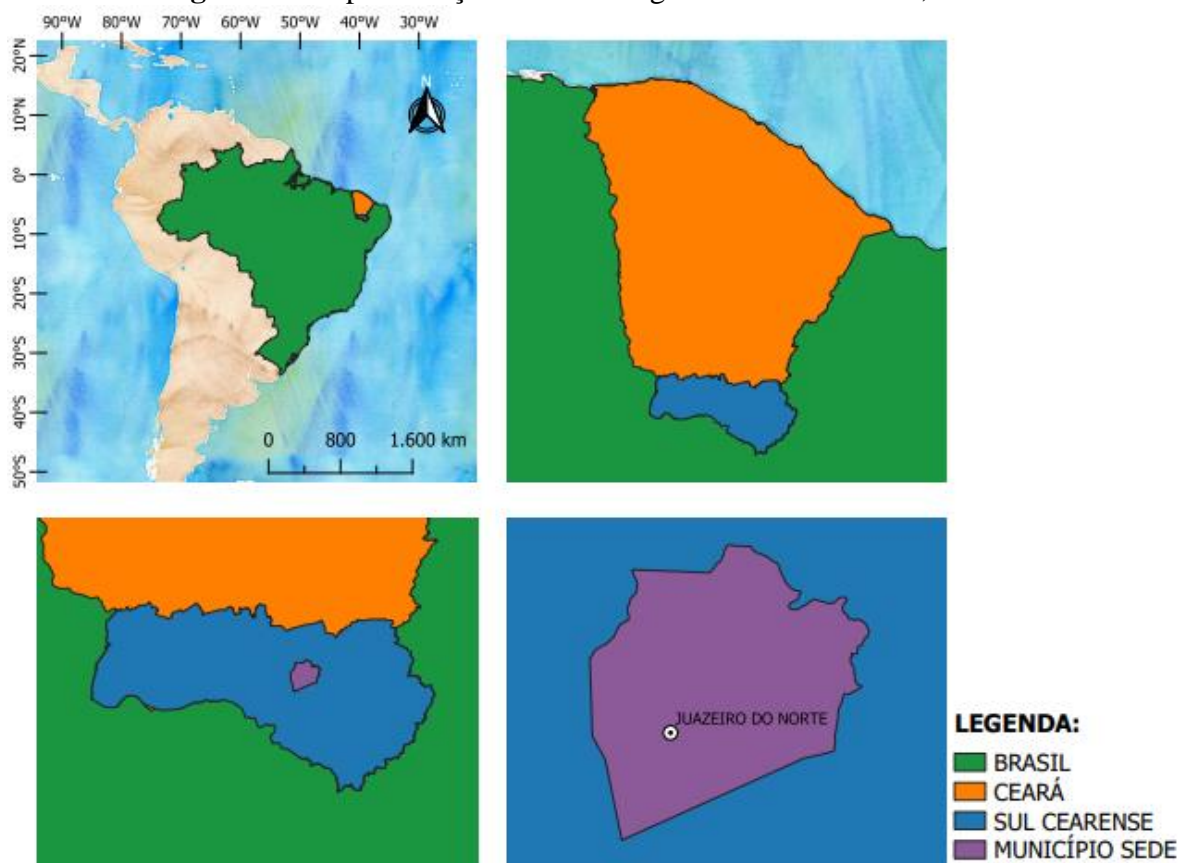 90°W 80°W 70°W 60°W 50°W 40°W 30°W
20°N
10°N
0°
10°S
20°S
30°S
40°S
50°S
N
0 800 1.600 km
JUAZEIRO DO NORTE
LEGENDA:
BRASIL
CEARÁ
SUL CEARENSE
MUNICÍPIO SEDE